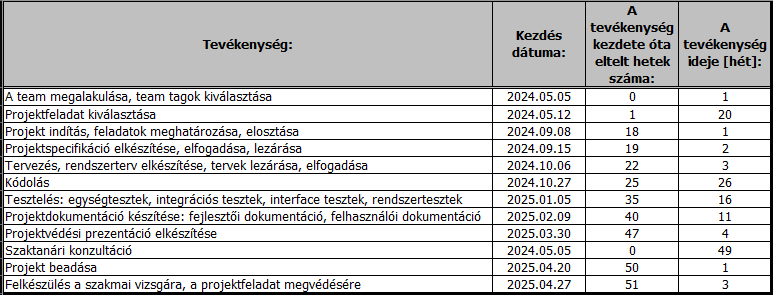 Tevékenység: Kezdés dátuma: A tevékenység kezdete óta eltelt hetek száma: A tevékenység ideje [hét]:
A team megalakulása, team tagok kiválasztása 2024.05.05 0 1
Projektfeladat kiválasztása 2024.05.12 1 20
Projekt indítás, feladatok meghatározása, elosztása 2024.09.08 18 1
Projektspecifikáció elkészítése, elfogadása, lezárása 2024.09.15 19 2
Tervezés, rendszerterv elkészítése, tervek lezárása, elfogadása 2024.10.06 22 3
Kódolás 2024.10.27 25 26
Tesztelés: egységtesztek, integrációs tesztek, interface tesztek, rendszertesztek 2025.01.05 35 16
Projektdokumentáció készítése: fejlesztői dokumentáció, felhasználói dokumentáció 2025.02.09 40 11
Projektvédési prezentáció elkészítése 2025.03.30 47 4
Szaktanári konzultáció 2024.05.05 0 49
Projekt beadása 2025.04.20 50 1
Felkészülés a szakmai vizsgára, a projektfeladat megvédésére 2025.04.27 51 3